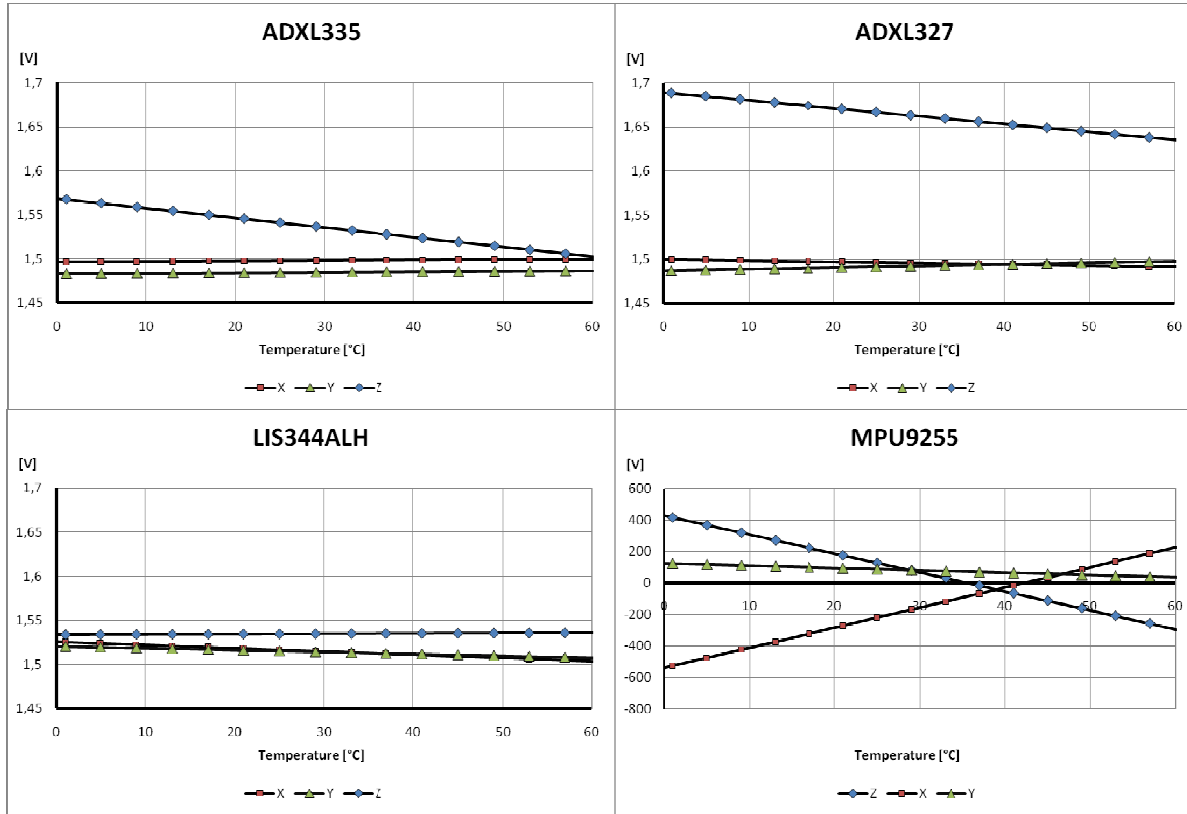 ADXL335
[V]
1,7
1,65
1,6
1,55
1,5
1,45
0 10 20 30 40 50 60
Temperature [°C]
X Y Z
ADXL327
[V]
1,7
1,65
1,6
1,55
1,5
1,45
0 10 20 30 40 50 60
Temperature [°C]
X Y Z
LIS344ALH
[V]
1,7
1,65
1,6
1,55
1,5
1,45
0 10 20 30 40 50 60
Temperature [°C]
X Y Z
MPU9255
[V]
600
400
200
0
-200
-400
-600
-800
0 10 20 30 40 50 60
Temperature [°C]
Z X Y